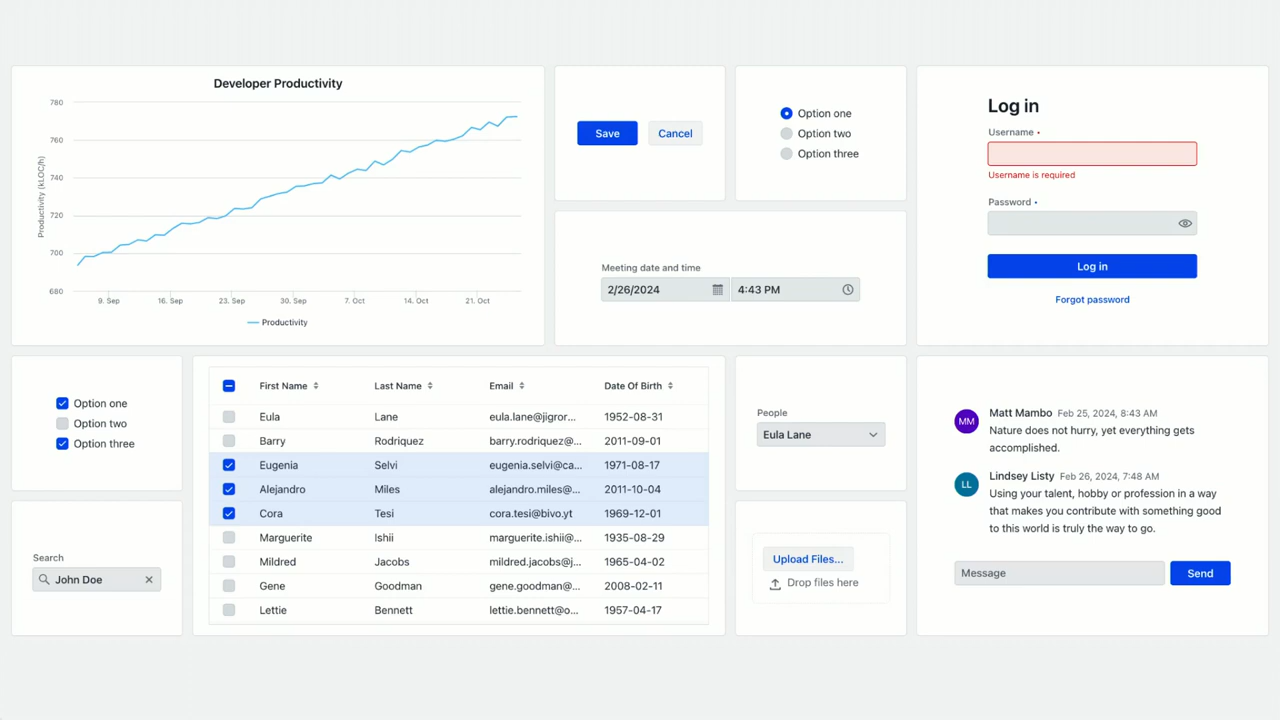 Developer Productivity
780
760
740
720
700
680
Productivity (kLOC/h)
9. Sep
16. Sep
23. Sep
30. Sep
7. Oct
14. Oct
21. Oct
Productivity
Save
Cancel
Option one
Option two
Option three
Meeting date and time
2/26/2024
4:43 PM
Log in
Username •
Username is required
Password •
Log in
Forgot password
Option one
Option two
Option three
Search
John Doe
First Name Last Name Email Date Of Birth
Eula Lane eula.lane@jigror... 1952-08-31
Barry Rodriquez barry.rodriquez@... 2011-09-01
Eugenia Selvi eugenia.selvi@ca... 1971-08-17
Alejandro Miles alejandro.miles@... 2011-10-04
Cora Tesi cora.tesi@bivo.yt 1969-12-01
Marguerite Ishii marguerite.ishii@... 1935-08-29
Mildred Jacobs mildred.jacobs@j... 1965-04-02
Gene Goodman gene.goodman@... 2008-02-11
Lettie Bennett lettie.bennett@o... 1957-04-17
People
Eula Lane
Upload Files...
Drop files here
MM
Matt Mambo Feb 25, 2024, 8:43 AM
Nature does not hurry, yet everything gets
accomplished.
LL
Lindsey Listy Feb 26, 2024, 7:48 AM
Using your talent, hobby or profession in a way
that makes you contribute with something good
to this world is truly the way to go.
Message
Send